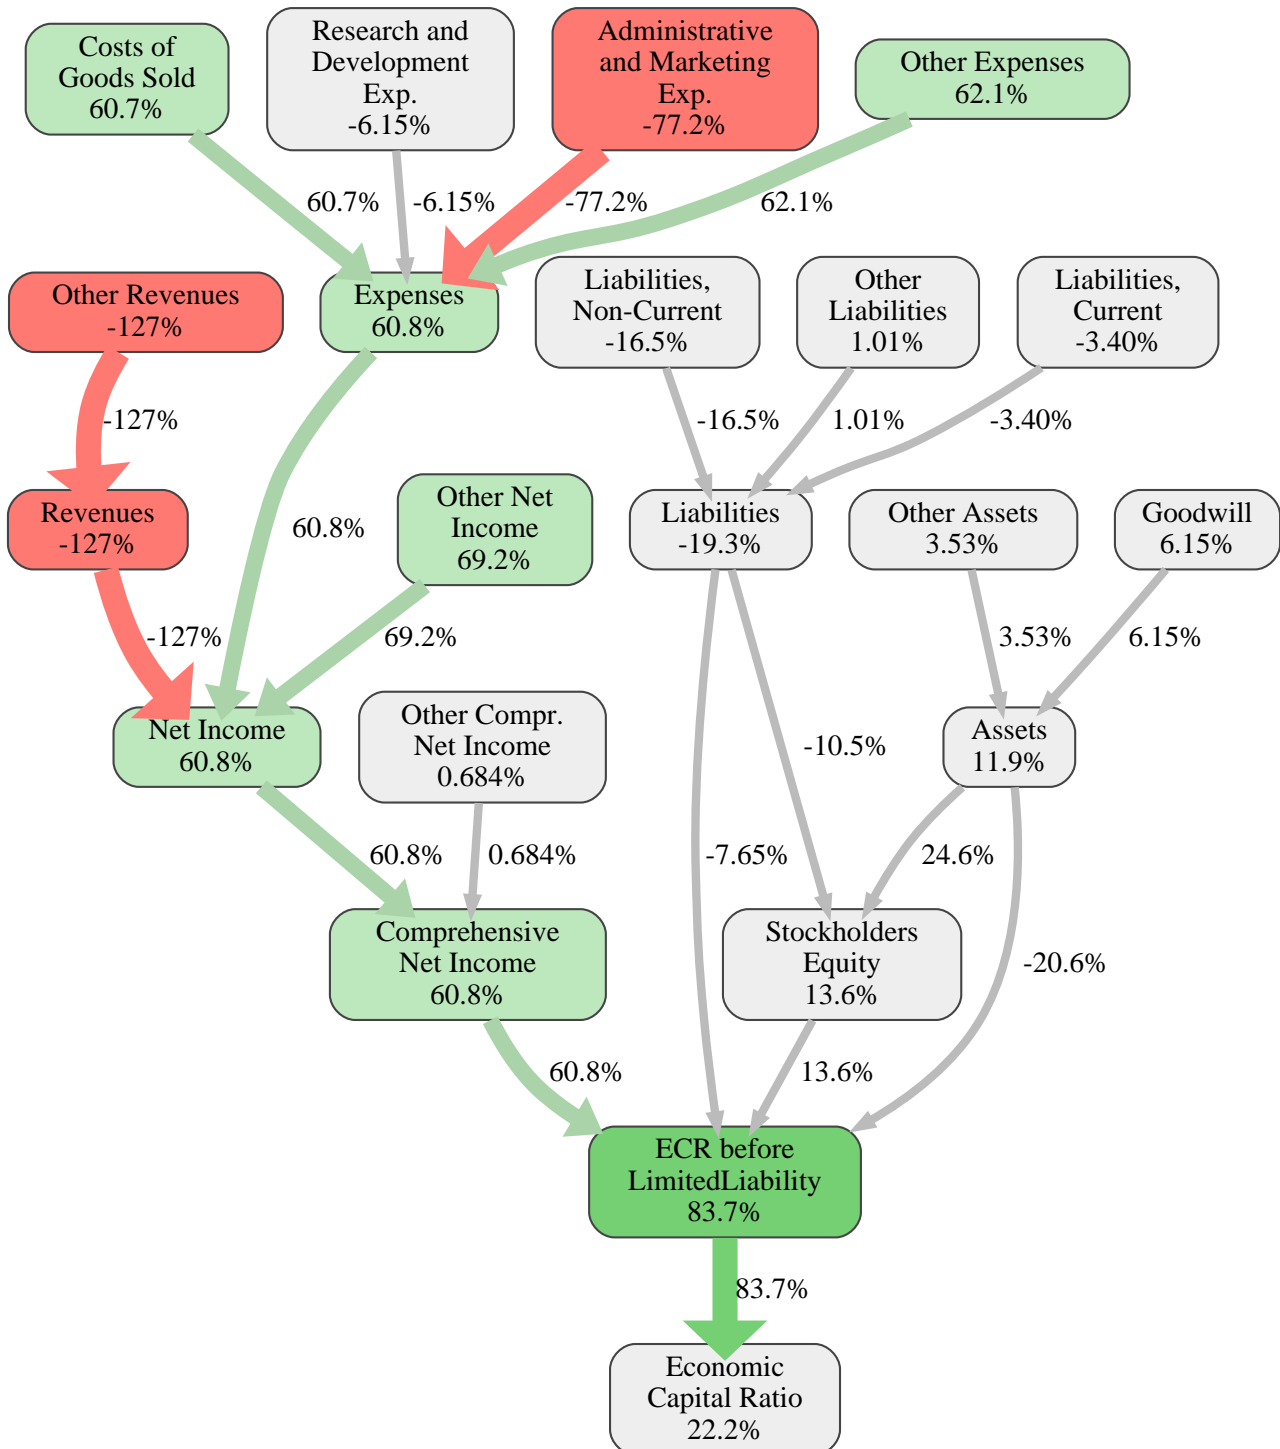 Costs of
Goods Sold
60.7%
Research and
Development
Exp.
-6.15%
Administrative
and Marketing
Exp.
-77.2%
Other Expenses
62.1%
60.7%
-6.15%
-77.2%
62.1%
Other Revenues
-127%
Expenses
60.8%
Liabilities,
Non-Current
-16.5%
Other
Liabilities
1.01%
Liabilities,
Current
-3.40%
-127%
-16.5%
1.01%
-3.40%
Revenues
-127%
60.8%
Other Net
Income
69.2%
Liabilities
-19.3%
Other Assets
3.53%
Goodwill
6.15%
-127%
69.2%
3.53%
6.15%
Net Income
60.8%
Other Compr.
Net Income
0.684%
-10.5%
Assets
11.9%
60.8%
0.684%
-7.65%
24.6%
-20.6%
Comprehensive
Net Income
60.8%
Stockholders
Equity
13.6%
60.8%
13.6%
ECR before
LimitedLiability
83.7%
83.7%
Economic
Capital Ratio
22.2%